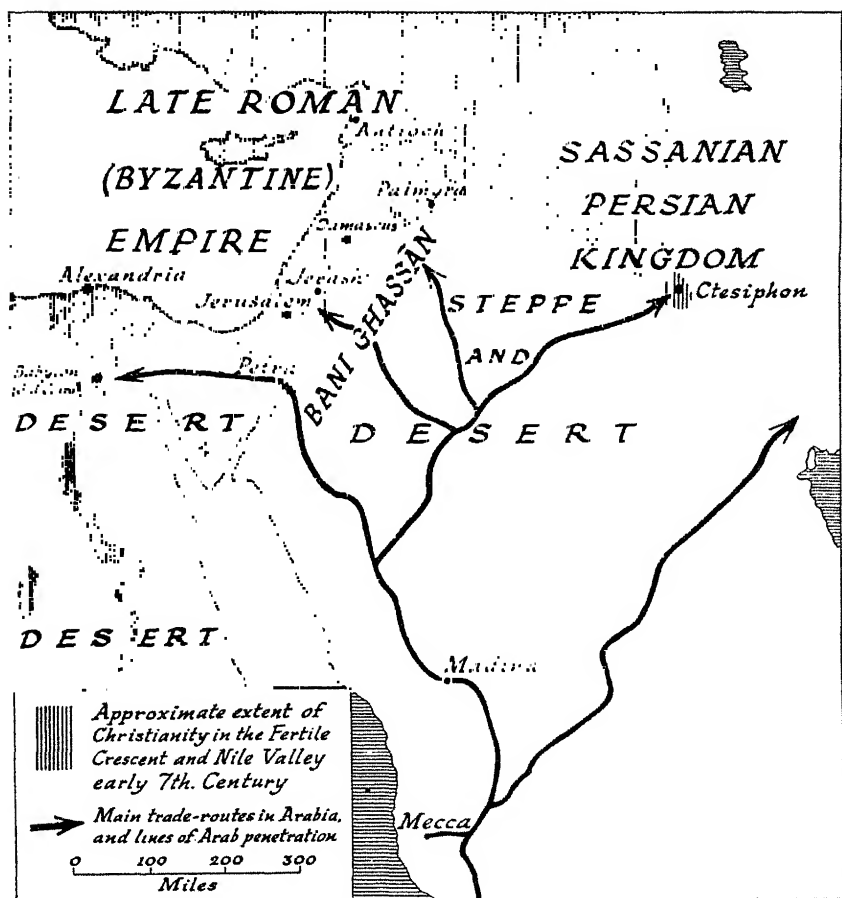 LATE ROMAN
(BYZANTINE)
EMPIRE
Antioch
Palmyra
Damascus
SASSANIAN
PERSIAN
KINGDOM
Alexandria
Jerash
Jerusalem
BANI GHASSĀN
STEPPE
AND
Ctesiphon
Petra
Babylon
DESERT
DESERT
DESERT
Madina
Approximate extent of
Christianity in the Fertile
Crescent and Nile Valley
early 7th. Century
Main trade-routes in Arabia,
and lines of Arab penetration
0 100 200 300
Miles
Mecca